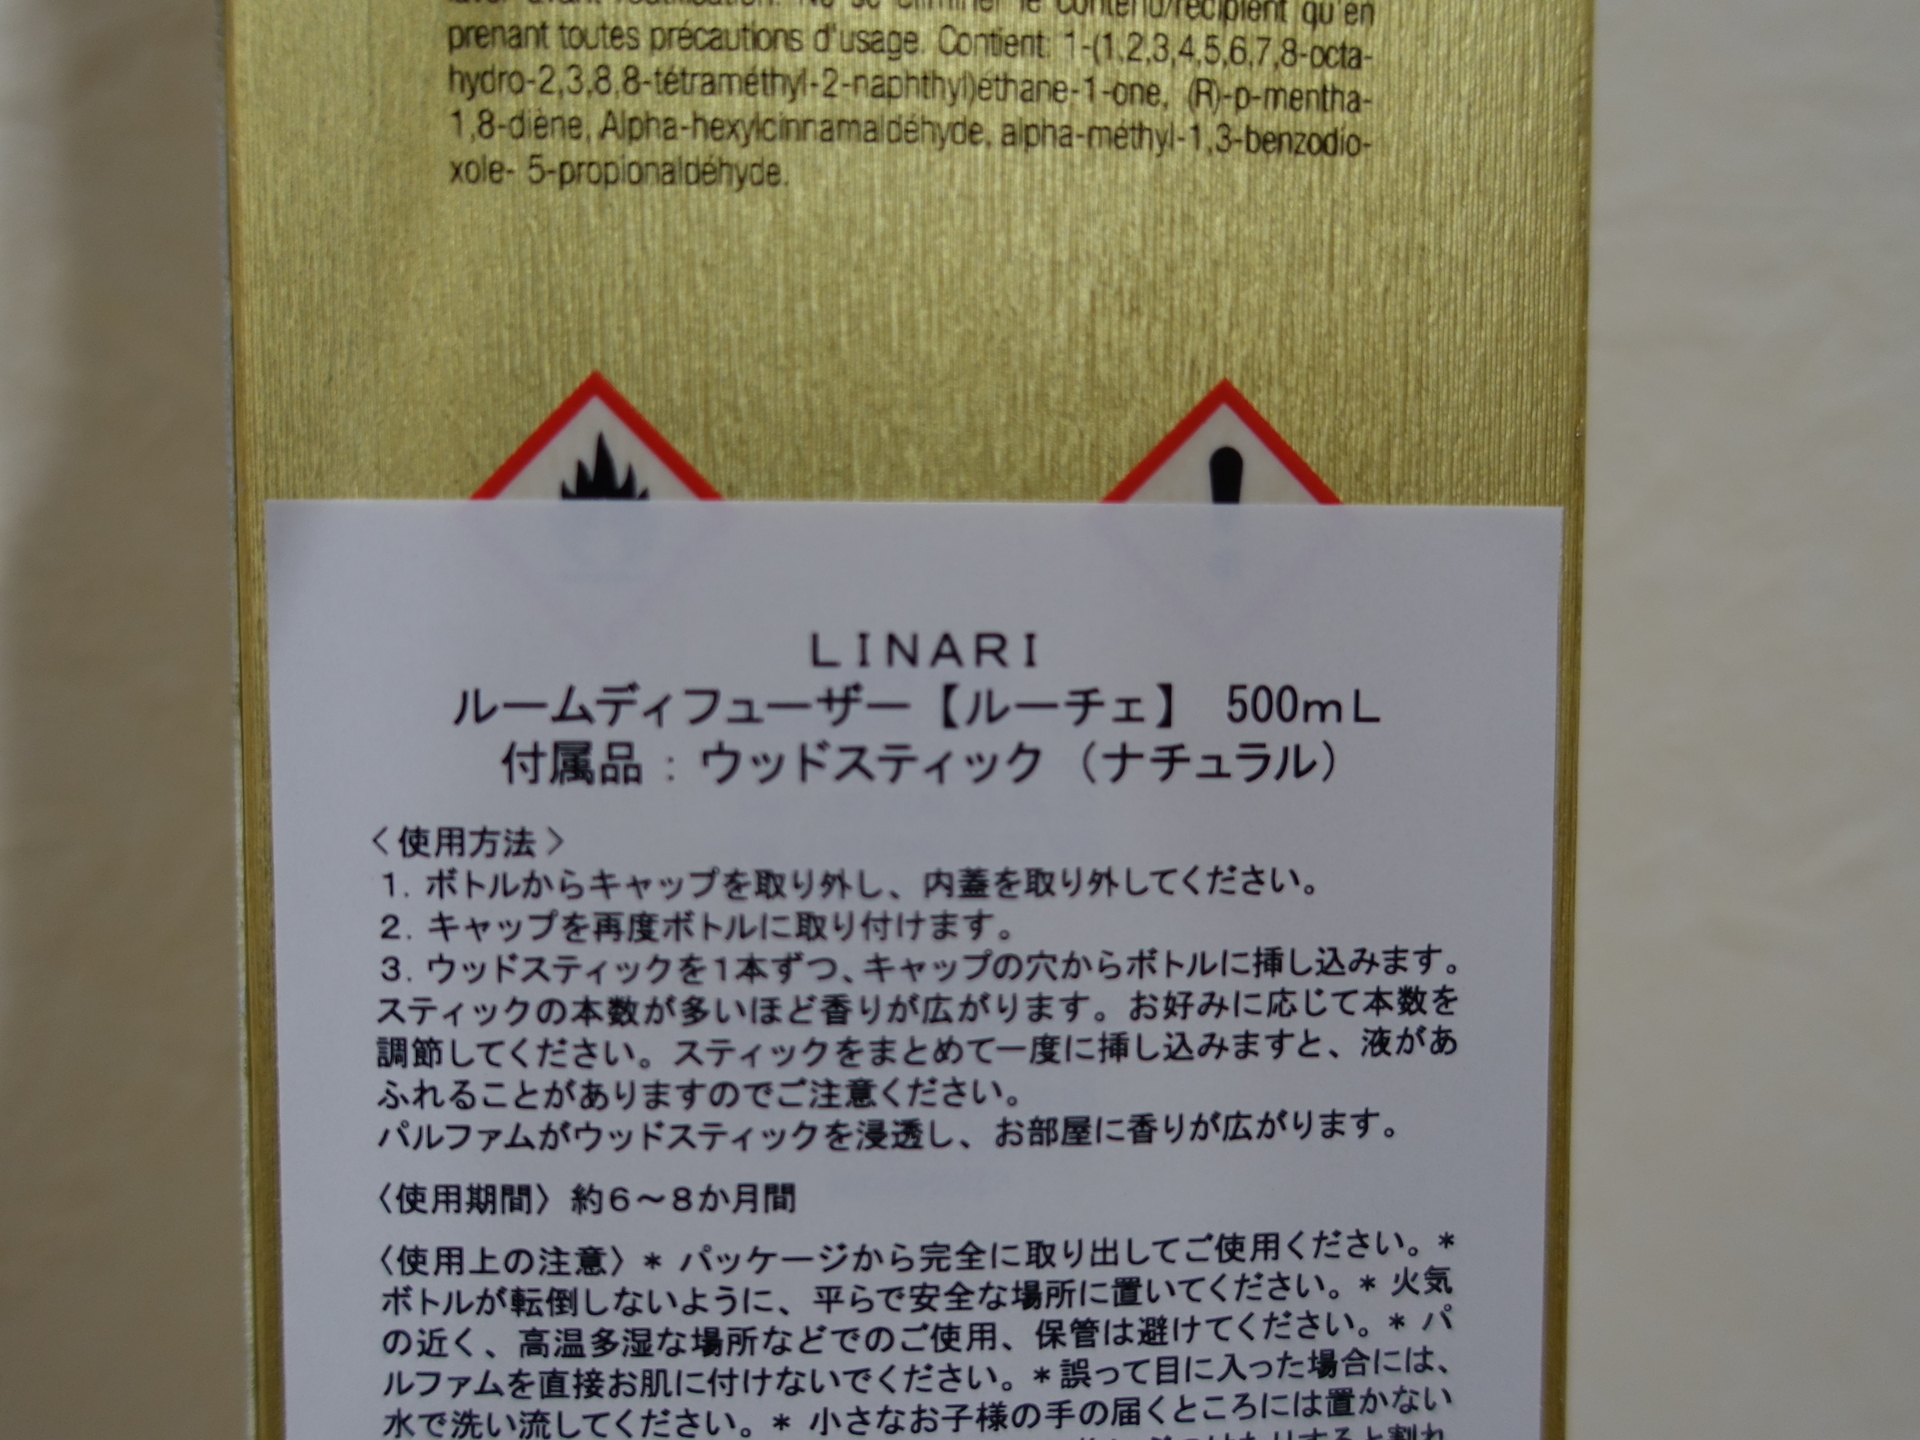 laver avant réutilisation. Ne se éliminer le contenu/récipient qu'en
prenant toutes précautions d'usage. Contient: 1-(1,2,3,4,5,6,7,8-octa-
hydro-2,3,8,8-tétraméthyl-2-naphthyl)éthane-1-one, (R)-p-mentha-
1,8-diène, Alpha-hexylcinnamaldéhyde, alpha-méthyl-1,3-benzodio-
xole- 5-propionaldéhyde.
LINARI
ルームディフューザー【ルーチェ】 500mL
付属品：ウッドスティック（ナチュラル）
〈使用方法〉
1. ボトルからキャップを取り外し、内蓋を取り外してください。
2. キャップを再度ボトルに取り付けます。
3. ウッドスティックを1本ずつ、キャップの穴からボトルに挿し込みます。
スティックの本数が多いほど香りが広がります。お好みに応じて本数を
調節してください。スティックをまとめて一度に挿し込みますと、液があ
ふれることがありますのでご注意ください。
パルファムがウッドスティックを浸透し、お部屋に香りが広がります。
〈使用期間〉約6～8か月間
〈使用上の注意〉＊ パッケージから完全に取り出してご使用ください。＊
ボトルが転倒しないように、平らで安全な場所に置いてください。＊ 火気
の近く、高温多湿な場所などでのご使用、保管は避けてください。＊ パ
ルファムを直接お肌に付けないでください。＊誤って目に入った場合には、
水で洗い流してください。＊ 小さなお子様の手の届くところには置かない